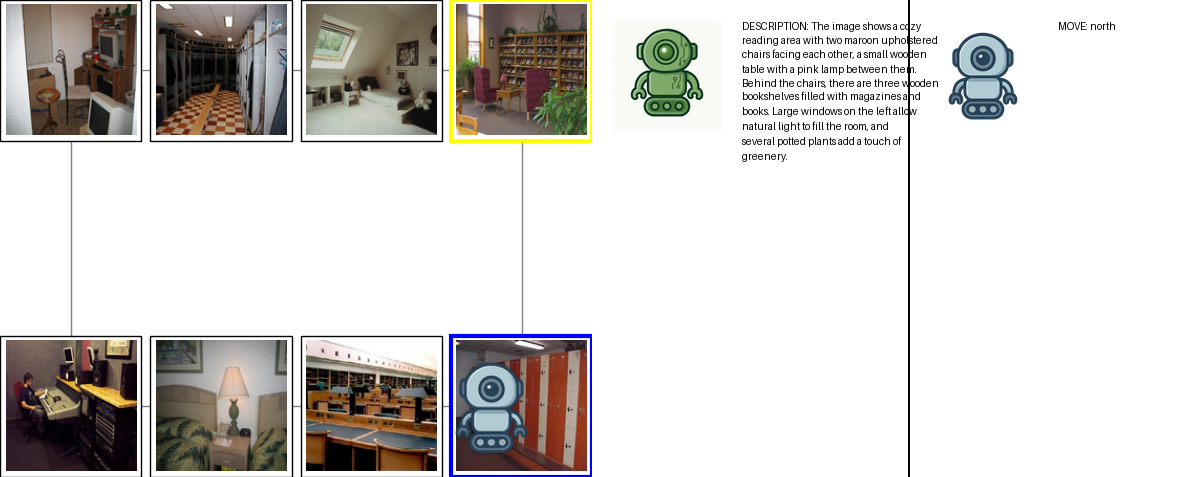 DESCRIPTION: The image shows a cozy
reading area with two maroon upholstered
chairs facing each other, a small wooden
table with a pink lamp between them.
Behind the chairs, there are three wooden
bookshelves filled with magazines and
books. Large windows on the left allow
natural light to fill the room, and
several potted plants add a touch of
greenery.
MOVE: north